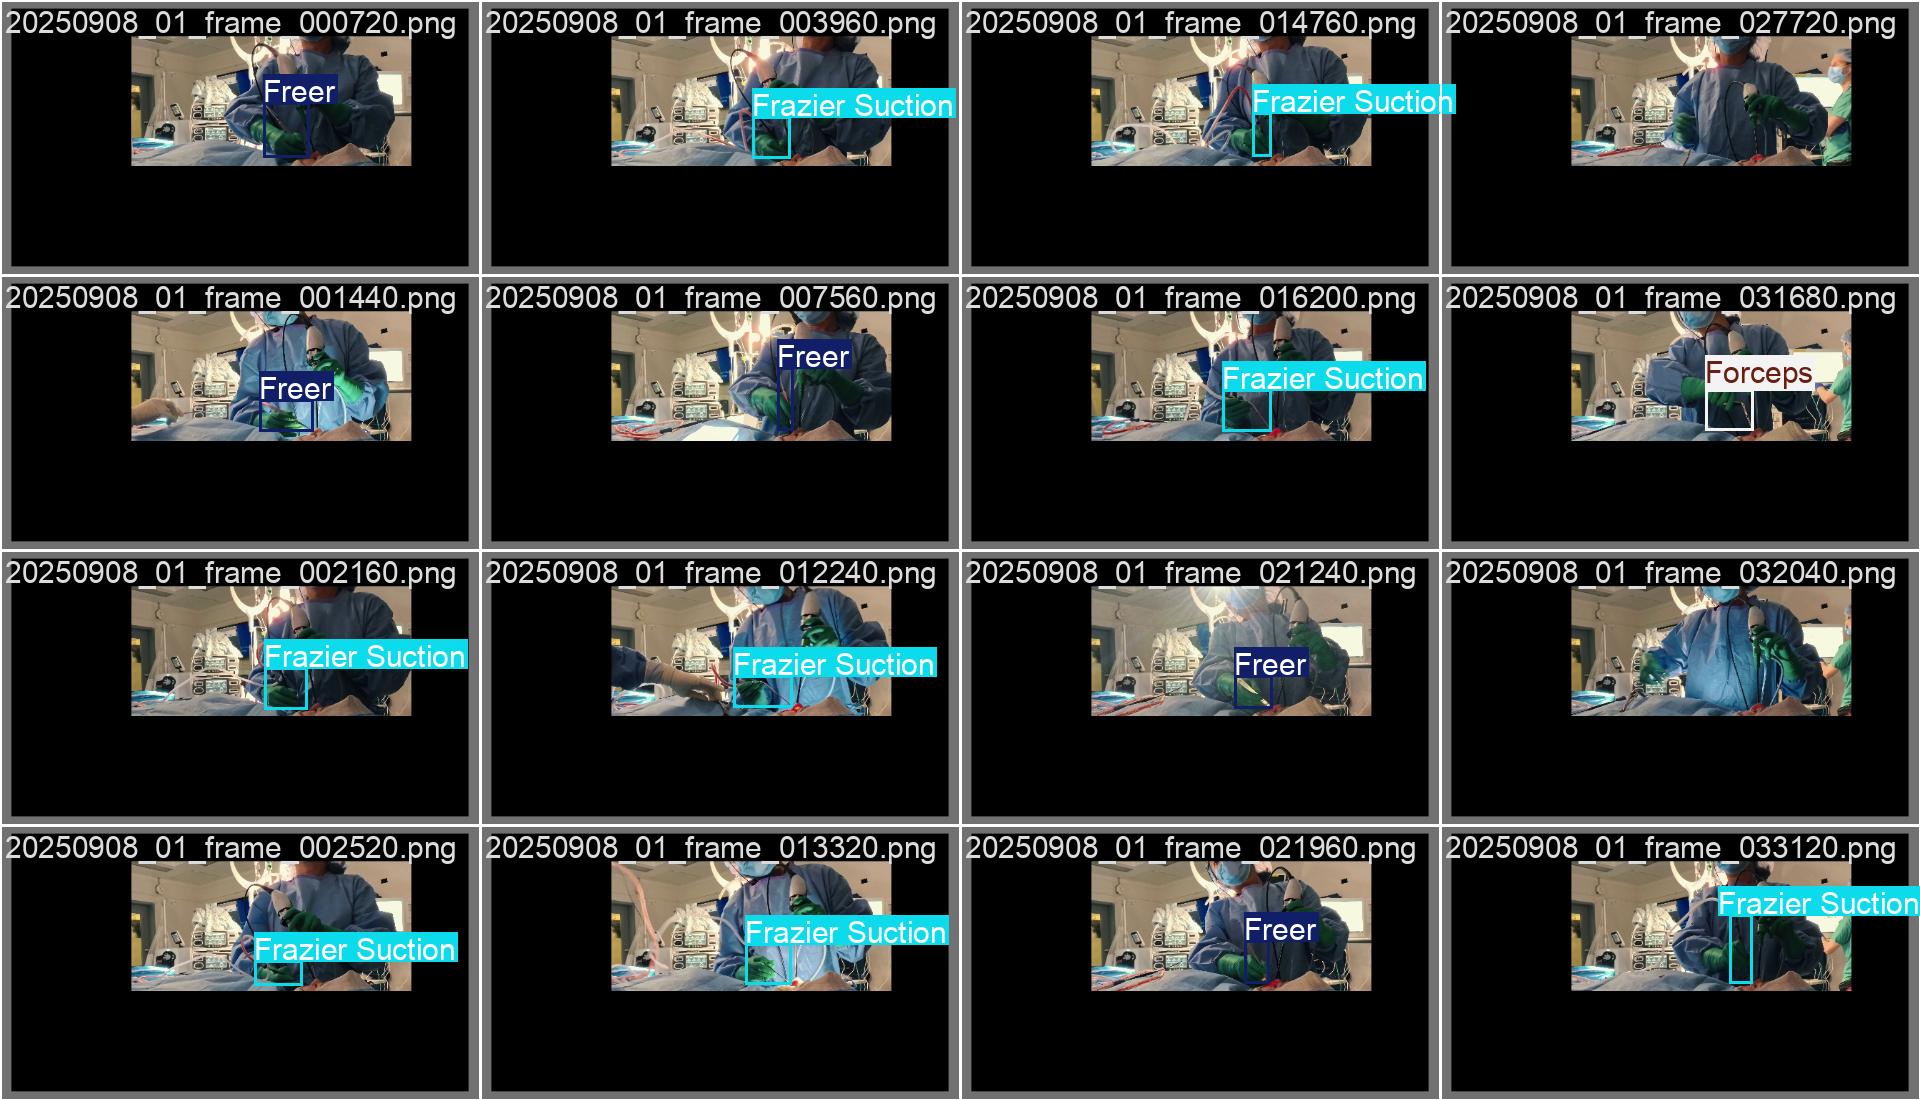 20250908_01_frame_000720.png
Freer
20250908_01_frame_003960.png
Frazier Suction
20250908_01_frame_014760.png
Frazier Suction
20250908_01_frame_027720.png
20250908_01_frame_001440.png
Freer
20250908_01_frame_007560.png
Freer
20250908_01_frame_016200.png
Frazier Suction
20250908_01_frame_031680.png
Forceps
20250908_01_frame_002160.png
Frazier Suction
20250908_01_frame_012240.png
Frazier Suction
20250908_01_frame_021240.png
Freer
20250908_01_frame_032040.png
20250908_01_frame_002520.png
Frazier Suction
20250908_01_frame_013320.png
Frazier Suction
20250908_01_frame_021960.png
Freer
20250908_01_frame_033120.png
Frazier Suction